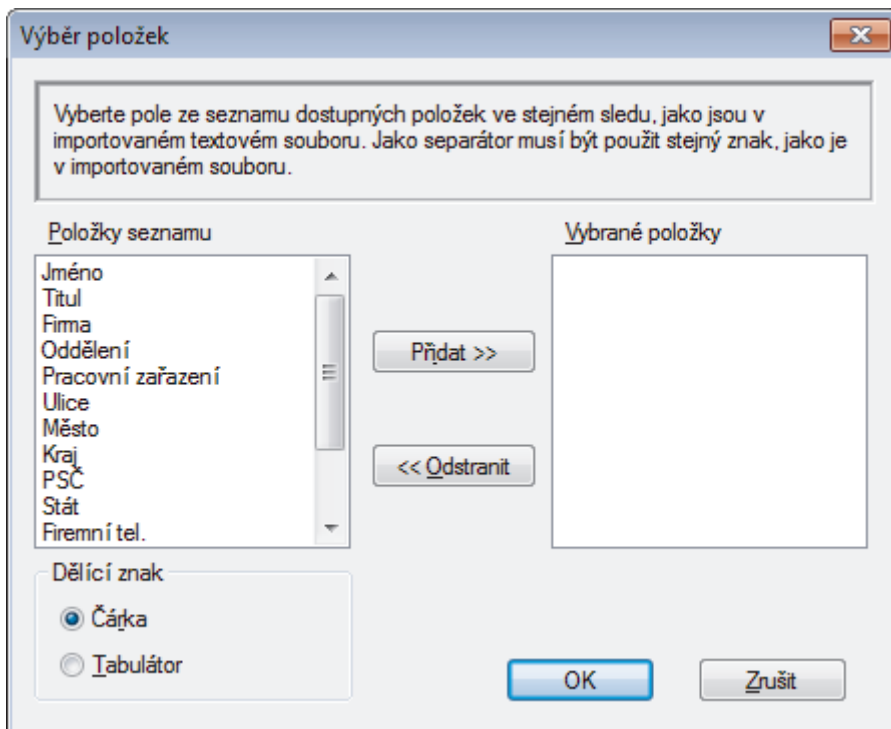 Výběr položek
Vyberte pole ze seznamu dostupných položek ve stejném sledu, jako jsou v
importovaném textovém souboru. Jako separátor musí být použit stejný znak, jako je
v importovaném souboru.
Položky seznamu
Vybrané položky
Jméno
Titul
Firma
Oddělení
Pracovní zařazení
Ulice
Město
Kraj
PSČ
Stát
Firemní tel.
Přidat >>
<< Odstranit
Dělící znak
Čárka
Tabulátor
OK
Zrušit